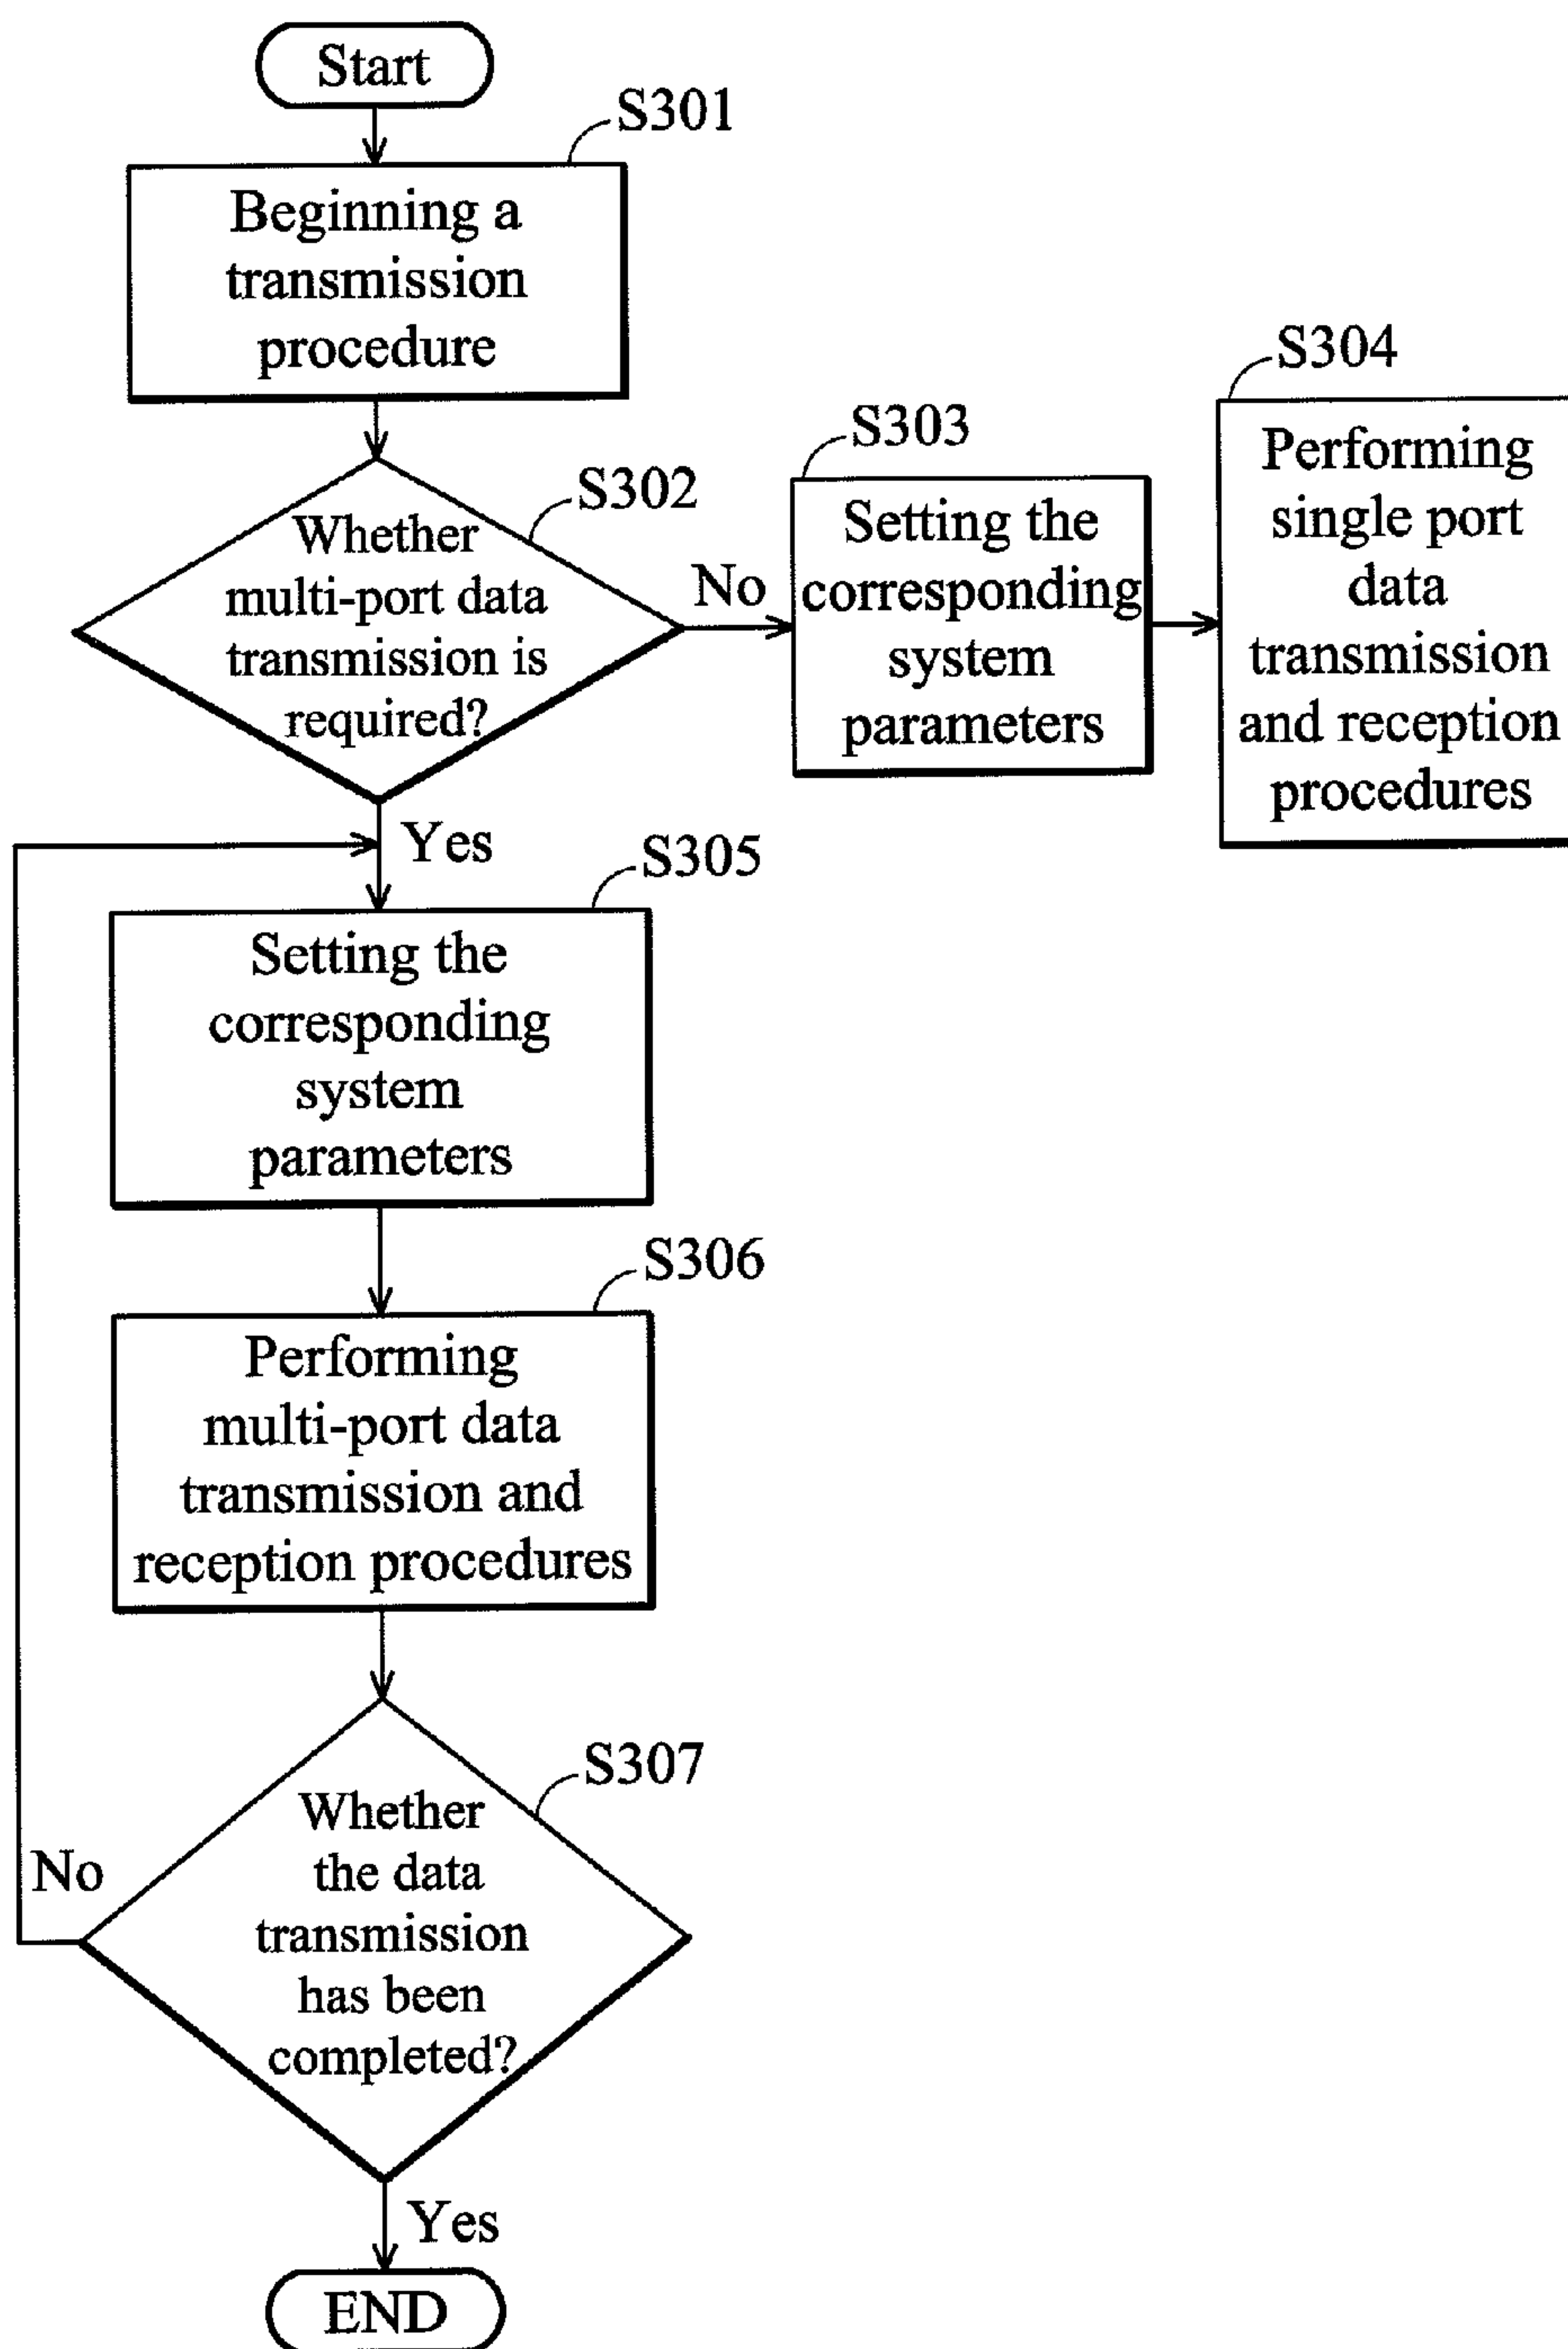 Start
S301
Beginning a
transmission
procedure
S302
Whether
multi-port data
transmission is
required?
No
S303
Setting the
corresponding
system
parameters
S304
Performing
single port
data
transmission
and reception
procedures
Yes
S305
Setting the
corresponding
system
parameters
S306
Performing
multi-port data
transmission and
reception procedures
S307
Whether
the data
transmission
has been
completed?
No
Yes
END